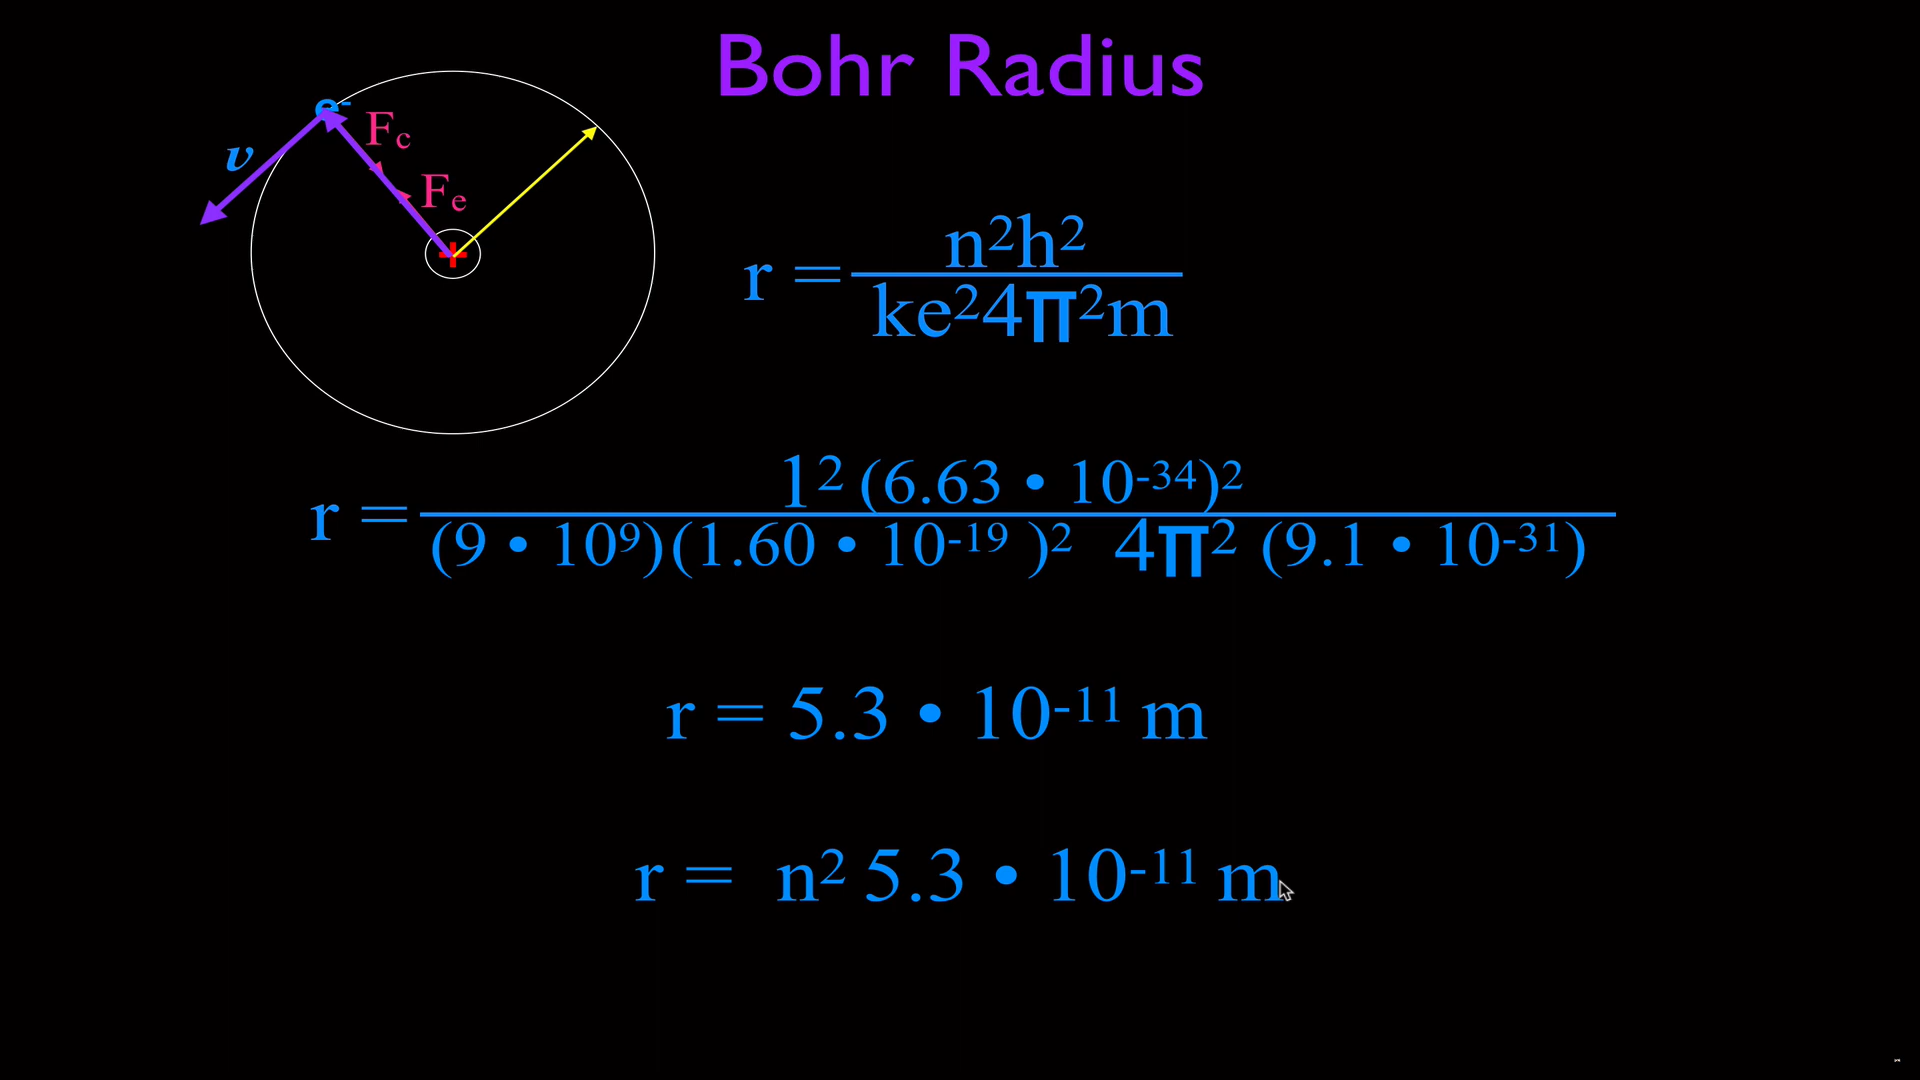 Bohr Radius
e-
Fc
v
Fe
r = n²h² / ke²4π²m
r = 1² (6.63 • 10⁻³⁴)² / (9 • 10⁹)(1.60 • 10⁻¹⁹ )² 4π² (9.1 • 10⁻³¹)
r = 5.3 • 10⁻¹¹ m
r = n² 5.3 • 10⁻¹¹ m